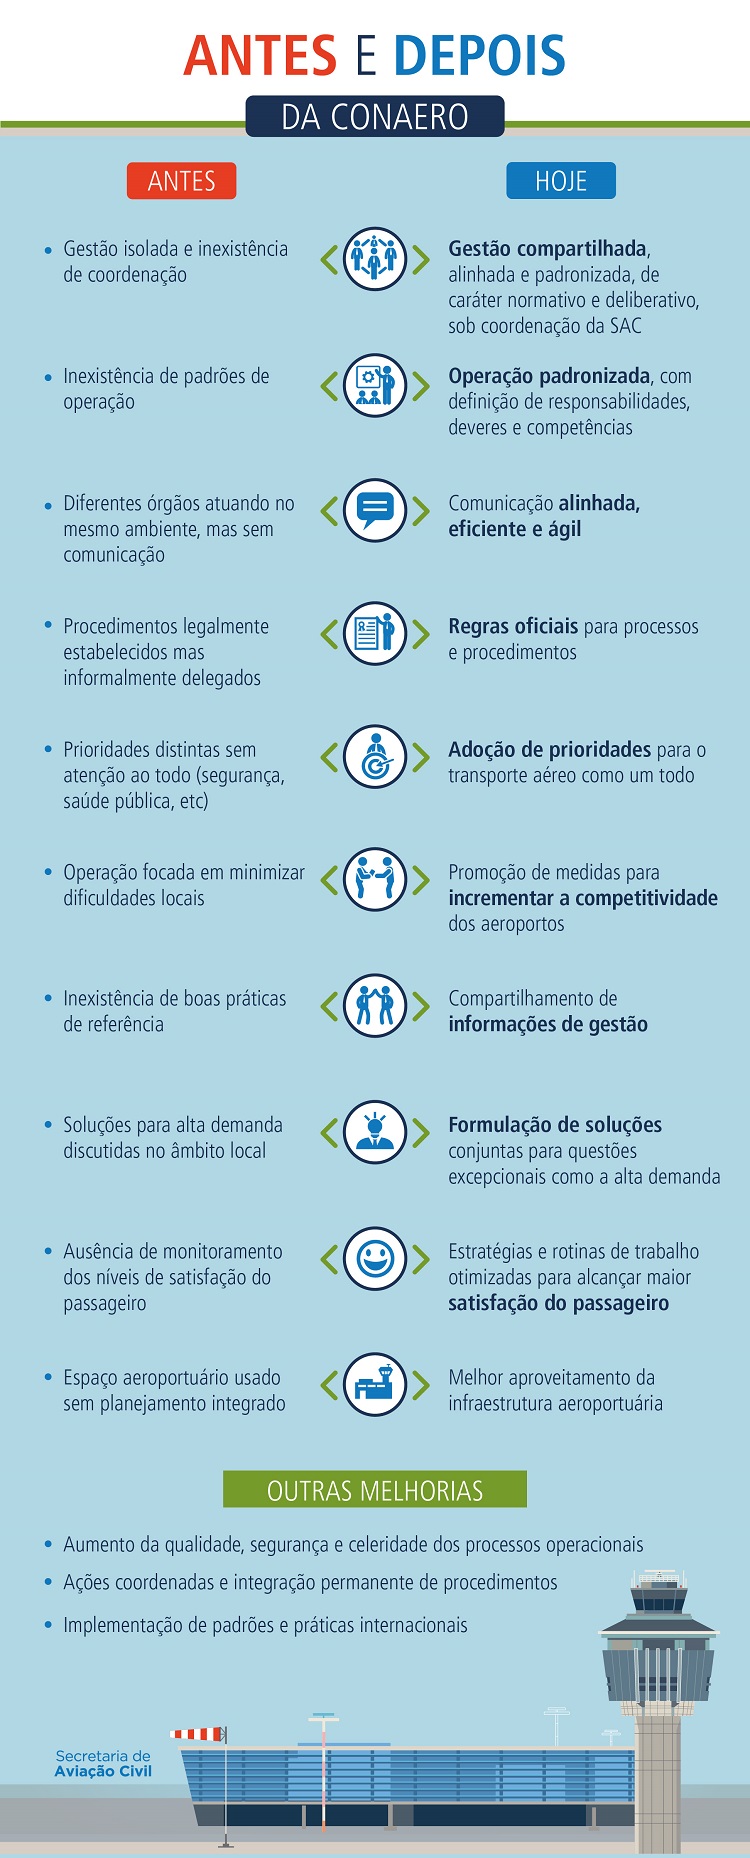 ANTES E DEPOIS
DA CONAERO
ANTES
HOJE
• Gestão isolada e inexistência
de coordenação
Gestão compartilhada,
alinhada e padronizada, de
caráter normativo e deliberativo,
sob coordenação da SAC
• Inexistência de padrões de
operação
Operação padronizada, com
definição de responsabilidades,
deveres e competências
• Diferentes órgãos atuando no
mesmo ambiente, mas sem
comunicação
Comunicação alinhada,
eficiente e ágil
• Procedimentos legalmente
estabelecidos mas
informalmente delegados
Regras oficiais para processos
e procedimentos
• Prioridades distintas sem
atenção ao todo (segurança,
saúde pública, etc)
Adoção de prioridades para o
transporte aéreo como um todo
• Operação focada em minimizar
dificuldades locais
Promoção de medidas para
incrementar a competitividade
dos aeroportos
• Inexistência de boas práticas
de referência
Compartilhamento de
informações de gestão
• Soluções para alta demanda
discutidas no âmbito local
Formulação de soluções
conjuntas para questões
excepcionais como a alta demanda
• Ausência de monitoramento
dos níveis de satisfação do
passageiro
Estratégias e rotinas de trabalho
otimizadas para alcançar maior
satisfação do passageiro
• Espaço aeroportuário usado
sem planejamento integrado
Melhor aproveitamento da
infraestrutura aeroportuária
OUTRAS MELHORIAS
• Aumento da qualidade, segurança e celeridade dos processos operacionais
• Ações coordenadas e integração permanente de procedimentos
• Implementação de padrões e práticas internacionais
Secretaria de
Aviação Civil